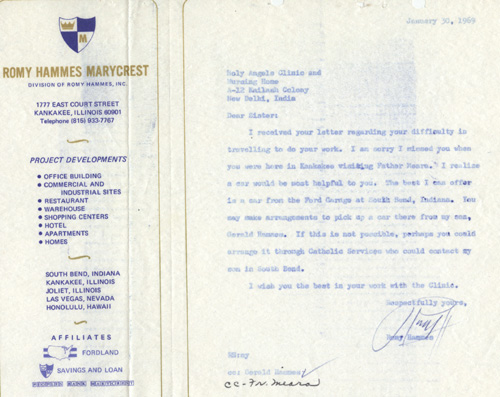 M
ROMY HAMMES MARYCREST
DIVISION OF ROMY HAMMES, INC.
1777 EAST COURT STREET
KANKAKEE, ILLINOIS 60901
Telephone (815) 933-7767
PROJECT DEVELOPMENTS
● OFFICE BUILDING
● COMMERCIAL AND
INDUSTRIAL SITES
● RESTAURANT
● WAREHOUSE
● SHOPPING CENTERS
● HOTEL
● APARTMENTS
● HOMES
SOUTH BEND, INDIANA
KANKAKEE, ILLINOIS
JOLIET, ILLINOIS
LAS VEGAS, NEVADA
HONOLULU, HAWAII
AFFILIATES
FORDLAND
SAVINGS AND LOAN
January 30, 1969
Holy Angels Clinic and
Nursing Home
A-12 Kailash Colony
New Delhi, India
Dear Sister:
I received your letter regarding your difficulty in
travelling to do your work. I am sorry I missed you when
you were here in Kankakee visiting Father Meara. I realize
a car would be most helpful to you. The best I can offer
is a car from the Ford Garage at South Bend, Indiana. You
may make arrangements to pick up a car there from my son,
Gerald Hammes. If this is not possible, perhaps you could
arrange it through Catholic Services who could contact my
son in South Bend.
I wish you the best in your work with the Clinic.
Respectfully yours,
Romy Hammes
cc: Gerald Hammes
cc-Fr. Meara